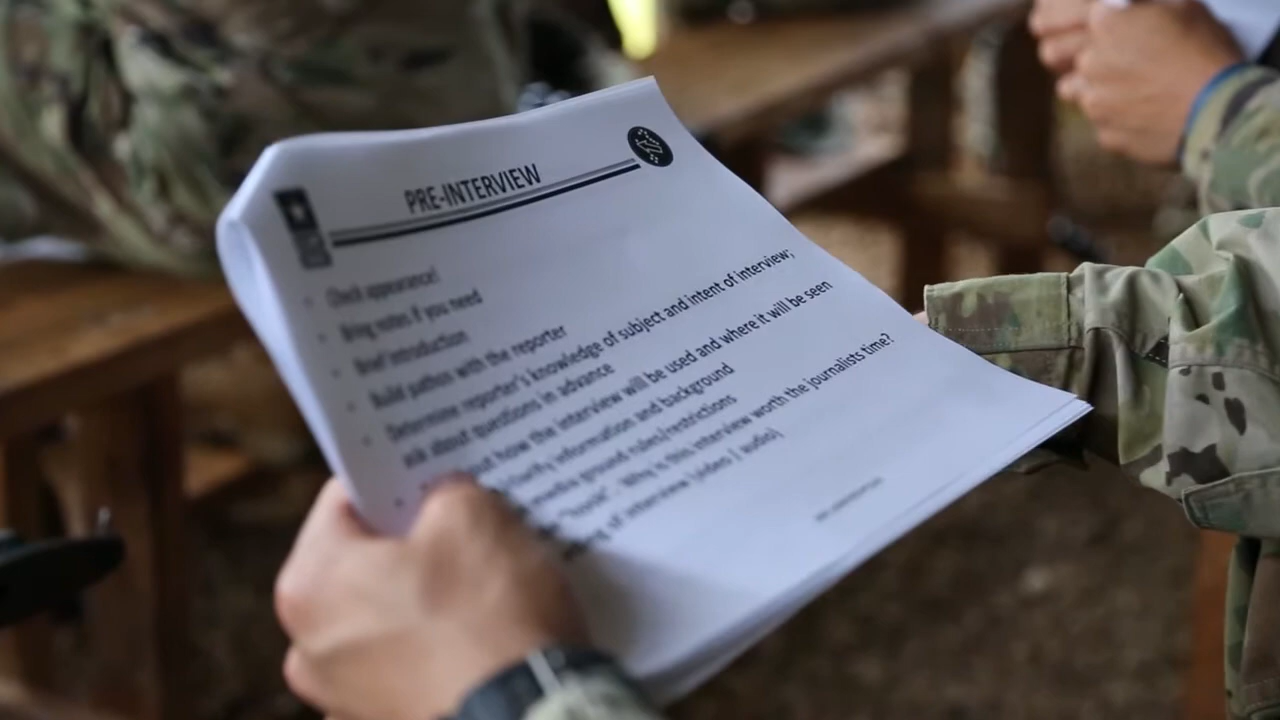 PRE-INTERVIEW
Check appearance!
Bring notes if you need
Brief introduction
Build pathos with the reporter
Determine reporter's knowledge of subject and intent of interview;
ask about questions in advance
how the interview will be used and where it will be seen
clarify information and background
media ground rules/restrictions
"hook". Why is this interview worth the journalists time?
of interview (video | audio)